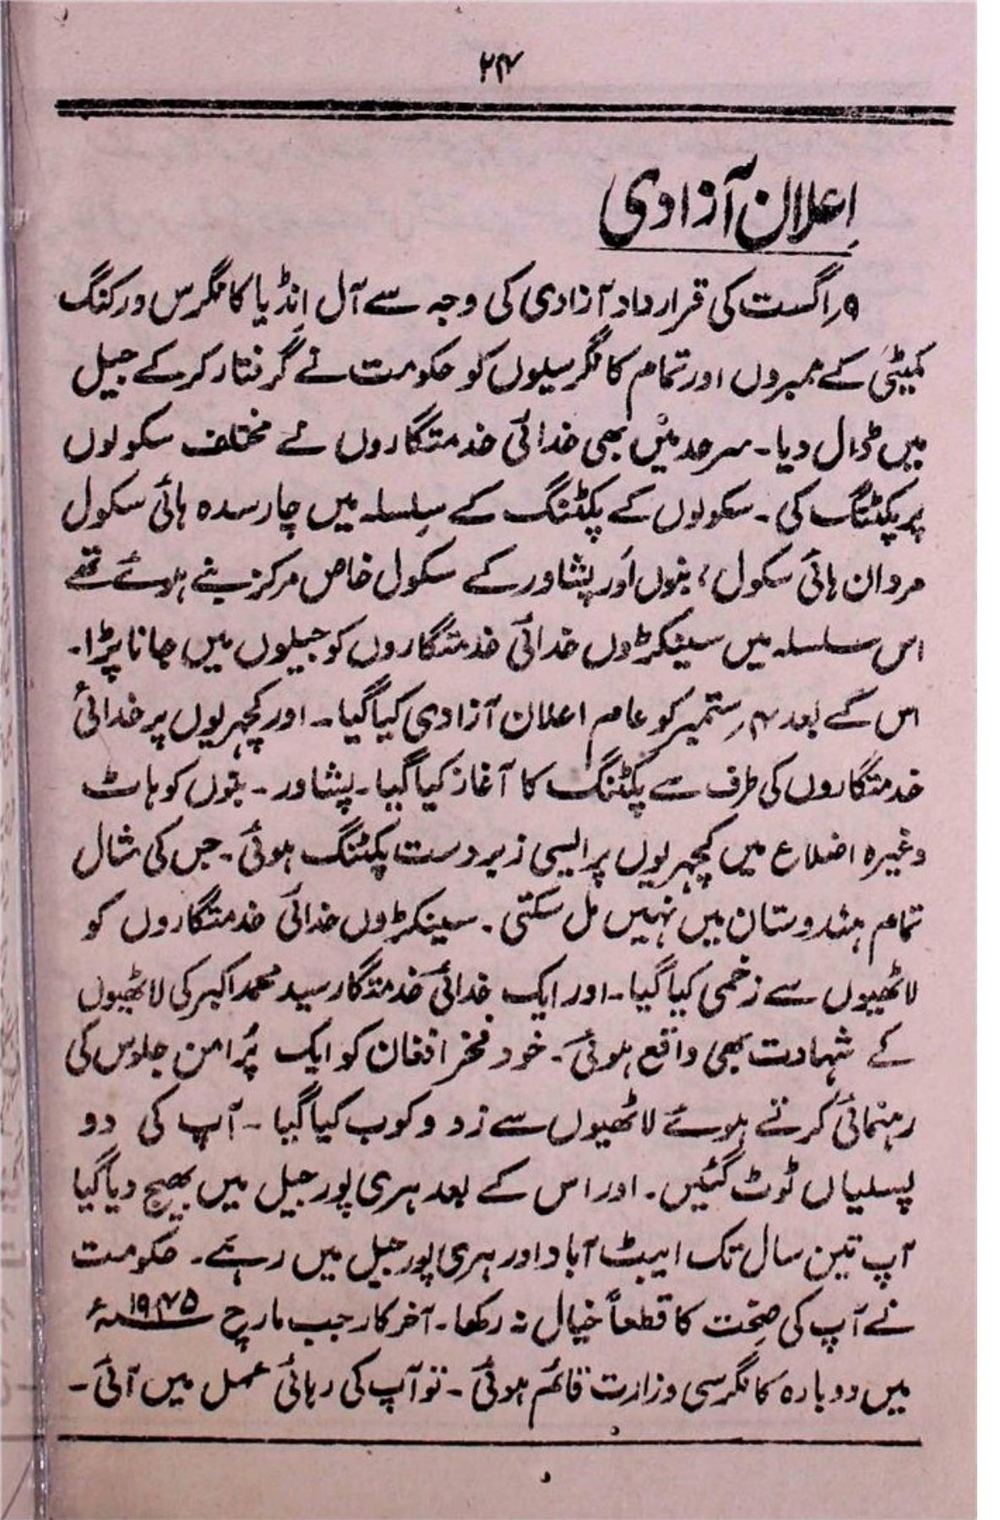 ۲۴۷
اعلان آزادی
۹ر اگست کی قرارداد آزادی کی وجہ سے آل انڈیا کانگرس ورکنگ
کمیٹی کے ممبروں اور تمام کانگرسیوں کو حکومت نے گرفتار کر کے جیل
میں ڈال دیا۔ سرحد میں بھی خدائی خدمتگاروں نے مختلف سکولوں
پر پکٹنگ کی۔ سکولوں کے پکٹنگ کے سلسلہ میں چارسدہ ہائی سکول
مردان ہائی سکول، بنوں اور پشاور کے سکول خاص مرکز بنے ہوئے تھے
اس سلسلہ میں سینکڑوں خدائی خدمتگاروں کو جیلوں میں جانا پڑا۔
اس کے بعد ۴ر ستمبر کو عام اعلان آزادی کیا گیا۔ اور کچہریوں پر خدائی
خدمتگاروں کی طرف سے پکٹنگ کا آغاز کیا گیا۔ پشاور۔ بنوں کوہاٹ
وغیرہ اضلاع میں کچہریوں پر ایسی زبردست پکٹنگ ہوئی۔ جس کی مثال
تمام ہندوستان میں نہیں مل سکتی۔ سینکڑوں خدائی خدمتگاروں کو
لاٹھیوں سے زخمی کیا گیا۔ اور ایک خدائی خدمتگار سید محمد اکبر کی لاٹھیوں
کے شہادت بھی واقع ہوئی۔ خود فخر افغان کو ایک پُرامن جلوس کی
رہنمائی کرتے ہوئے لاٹھیوں سے زد و کوب کیا گیا۔ آپ کی دو
پسلیاں ٹوٹ گئیں۔ اور اس کے بعد ہری پور جیل میں بھیج دیا گیا
آپ تین سال تک ایبٹ آباد اور ہری پور جیل میں رہے۔ حکومت
نے آپ کی صحت کا قطعاً خیال نہ رکھا۔ آخر کار جب مارچ ۱۹۴۵ء
میں دوبارہ کانگرسی وزارت قائم ہوئی۔ تو آپ کی رہائی عمل میں آئی۔